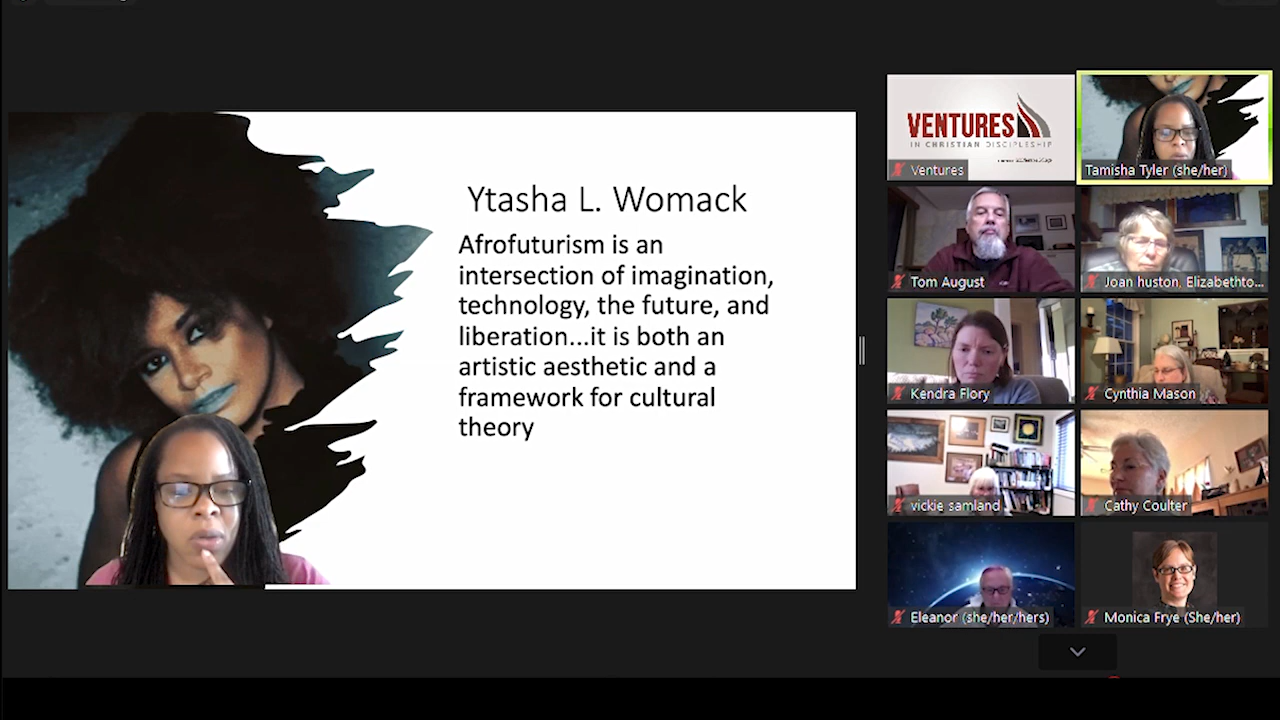 Ytasha L. Womack
Afrofuturism is an
intersection of imagination,
technology, the future, and
liberation...it is both an
artistic aesthetic and a
framework for cultural
theory
VENTURES
IN CHRISTIAN DISCIPLESHIP
Ventures
Tamisha Tyler (she/her)
Tom August
Joan huston, Elizabethto...
Kendra Flory
Cynthia Mason
vickie samland
Cathy Coulter
Eleanor (she/her/hers)
Monica Frye (She/her)